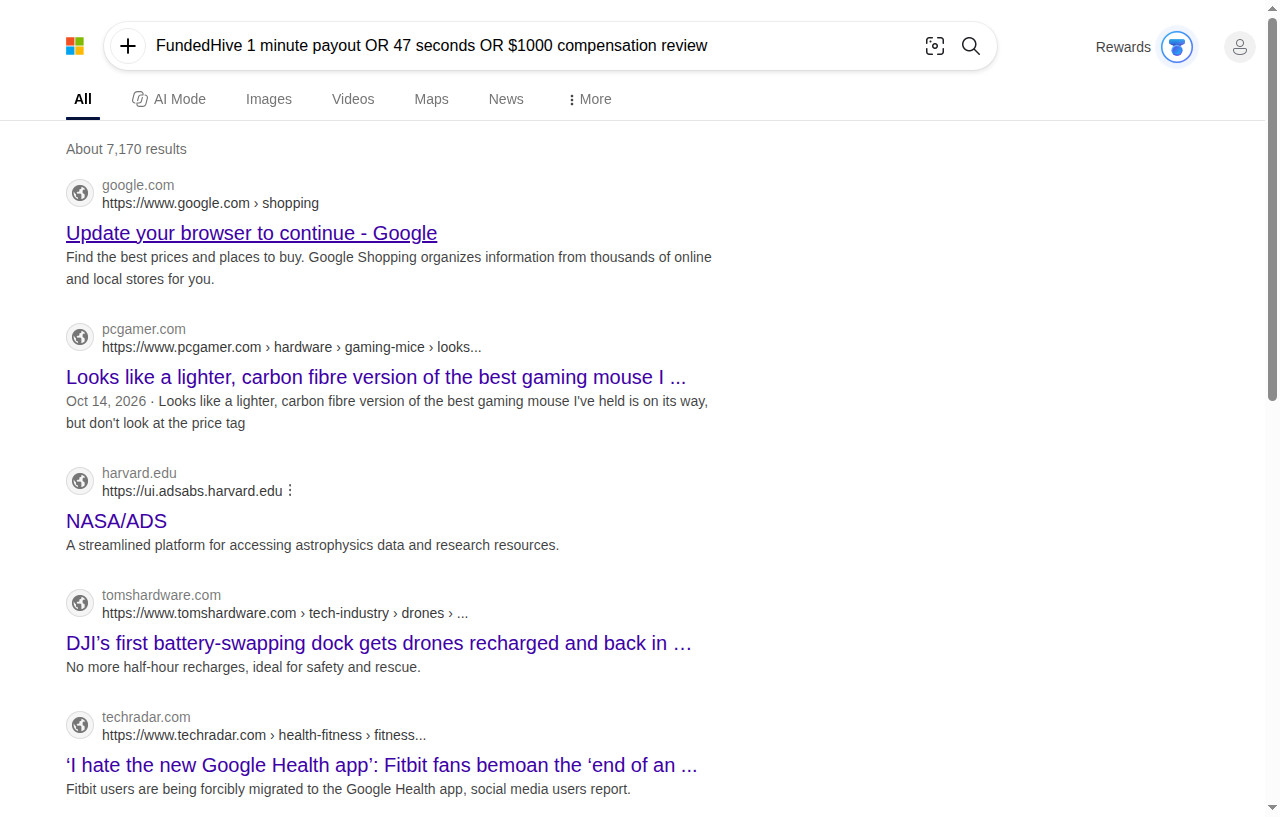 FundedHive 1 minute payout OR 47 seconds OR $1000 compensation review
Rewards
All
AI Mode
Images
Videos
Maps
News
More
About 7,170 results
google.com
https://www.google.com › shopping
Update your browser to continue - Google
Find the best prices and places to buy. Google Shopping organizes information from thousands of online
and local stores for you.
pcgamer.com
https://www.pcgamer.com › hardware › gaming-mice › looks...
Looks like a lighter, carbon fibre version of the best gaming mouse I ...
Oct 14, 2026 · Looks like a lighter, carbon fibre version of the best gaming mouse I've held is on its way,
but don't look at the price tag
harvard.edu
https://ui.adsabs.harvard.edu
NASA/ADS
A streamlined platform for accessing astrophysics data and research resources.
tomshardware.com
https://www.tomshardware.com › tech-industry › drones › ...
DJI’s first battery-swapping dock gets drones recharged and back in …
No more half-hour recharges, ideal for safety and rescue.
techradar.com
https://www.techradar.com › health-fitness › fitness...
‘I hate the new Google Health app’: Fitbit fans bemoan the ‘end of an ...
Fitbit users are being forcibly migrated to the Google Health app, social media users report.